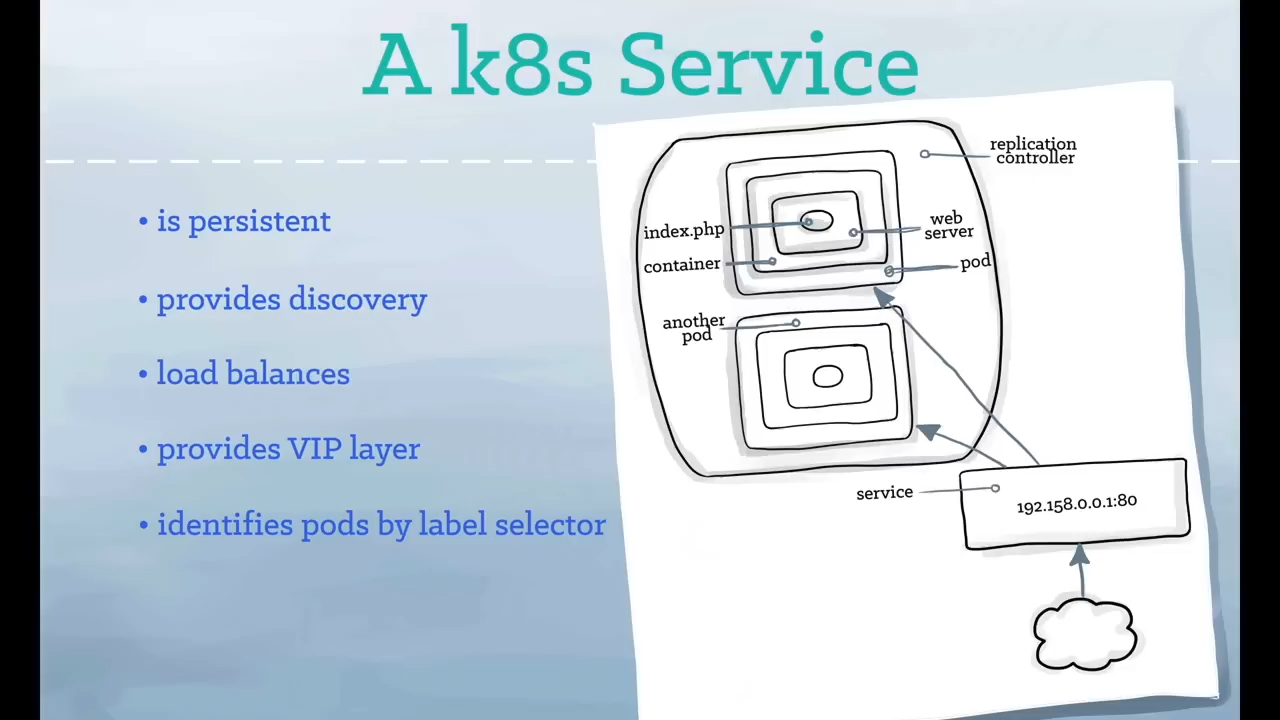 A k8s Service
• is persistent
• provides discovery
• load balances
• provides VIP layer
• identifies pods by label selector
replication
controller
index.php
web
server
container
pod
another
pod
service
192.158.0.0.1:80